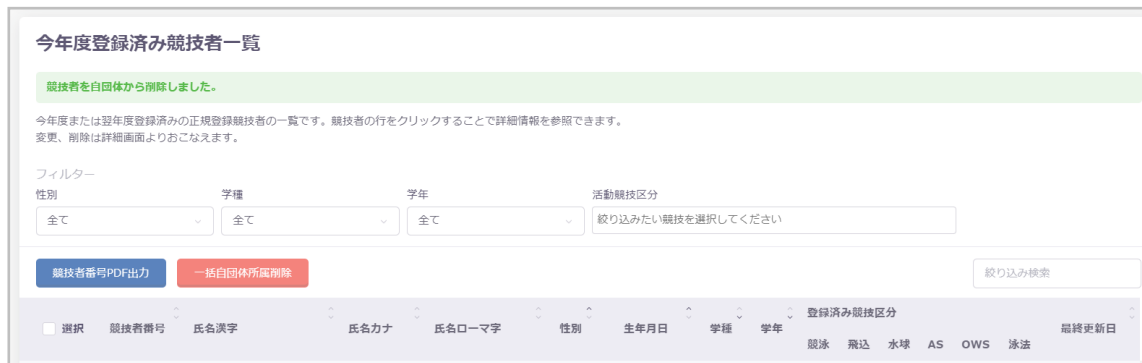 今年度登録済み競技者一覧
競技者を自団体から削除しました。
今年度または翌年度登録済みの正規登録競技者の一覧です。競技者の行をクリックすることで詳細情報を参照できます。
変更、削除は詳細画面よりおこなえます。
フィルター
性別 学種 学年 活動競技区分
全て 全て 全て 絞り込みたい競技を選択してください
競技者番号PDF出力 一括自団体所属削除 絞り込み検索
選択 競技者番号 氏名漢字 氏名カナ 氏名ローマ字 性別 生年月日 学種 学年 登録済み競技区分 最終更新日
競泳 飛込 水球 AS OWS 泳法